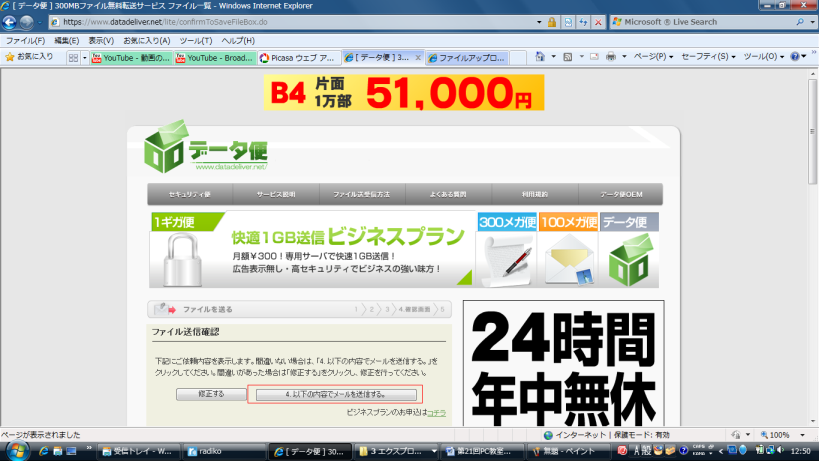 [ データ便 ] 300MBファイル無料転送サービス ファイル一覧 - Windows Internet Explorer
https://www.datadeliver.net/lite/confirmToSaveFileBox.do
Microsoft ® Live Search
ファイル(F) 編集(E) 表示(V) お気に入り(A) ツール(T) ヘルプ(H)
お気に入り
YouTube - 動画の...
YouTube - Broad...
Picasa ウェブ ア...
[ データ便 ] 3...
ファイルアップロ...
ページ(P)
セーフティ(S)
ツール(O)
B4 片面 1万部 51,000円
データ便
www.datadeliver.net/
セキュリティ便 サービス説明 ファイル送受信方法 よくある質問 利用規約 データ便OEM
1ギガ便
快適1GB送信 ビジネスプラン
月額¥300!専用サーバで快速1GB送信!
広告表示無し・高セキュリティでビジネスの強い味方!
300メガ便 100メガ便 データ便
ファイルを送る
1 2 3 4.確認画面 5
ファイル送信確認
下記にご依頼内容を表示します。間違いない場合は、「4. 以下の内容でメールを送信する。」を
クリックしてください。間違いがあった場合は「修正する」をクリックし、修正を行ってください。
修正する
4. 以下の内容でメールを送信する。
ビジネスプランのお申込はコチラ
24時間
年中無休
ページが表示されました
インターネット | 保護モード: 有効
100%
受信トレイ - W...
radiko
[ データ便 ] 30...
3 エクスプロー...
第21回PC教室...
無題 - ペイント
12:50